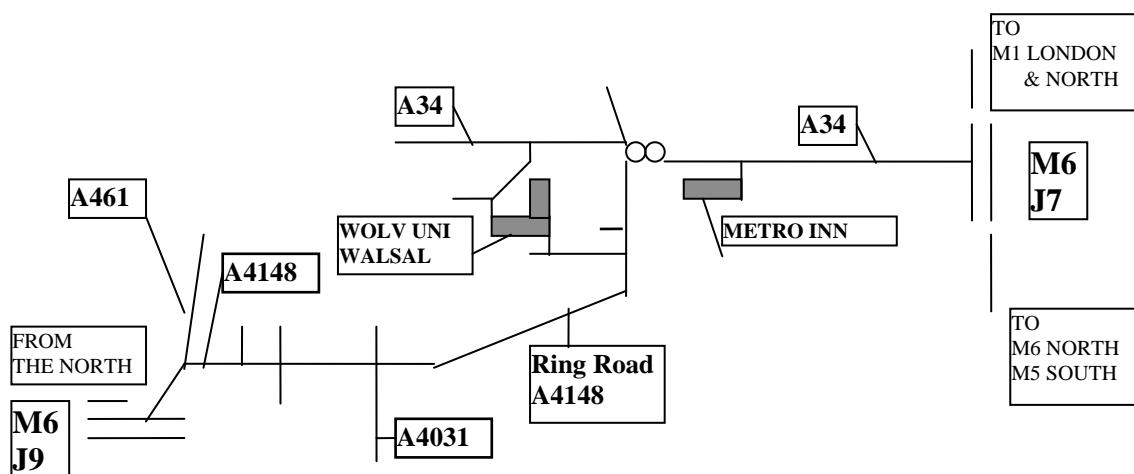 TO
M1 LONDON
& NORTH
A34
A34
M6
J7
A461
WOLV UNI
WALSAL
METRO INN
A4148
FROM
THE NORTH
TO
M6 NORTH
M5 SOUTH
Ring Road
A4148
M6
J9
A4031